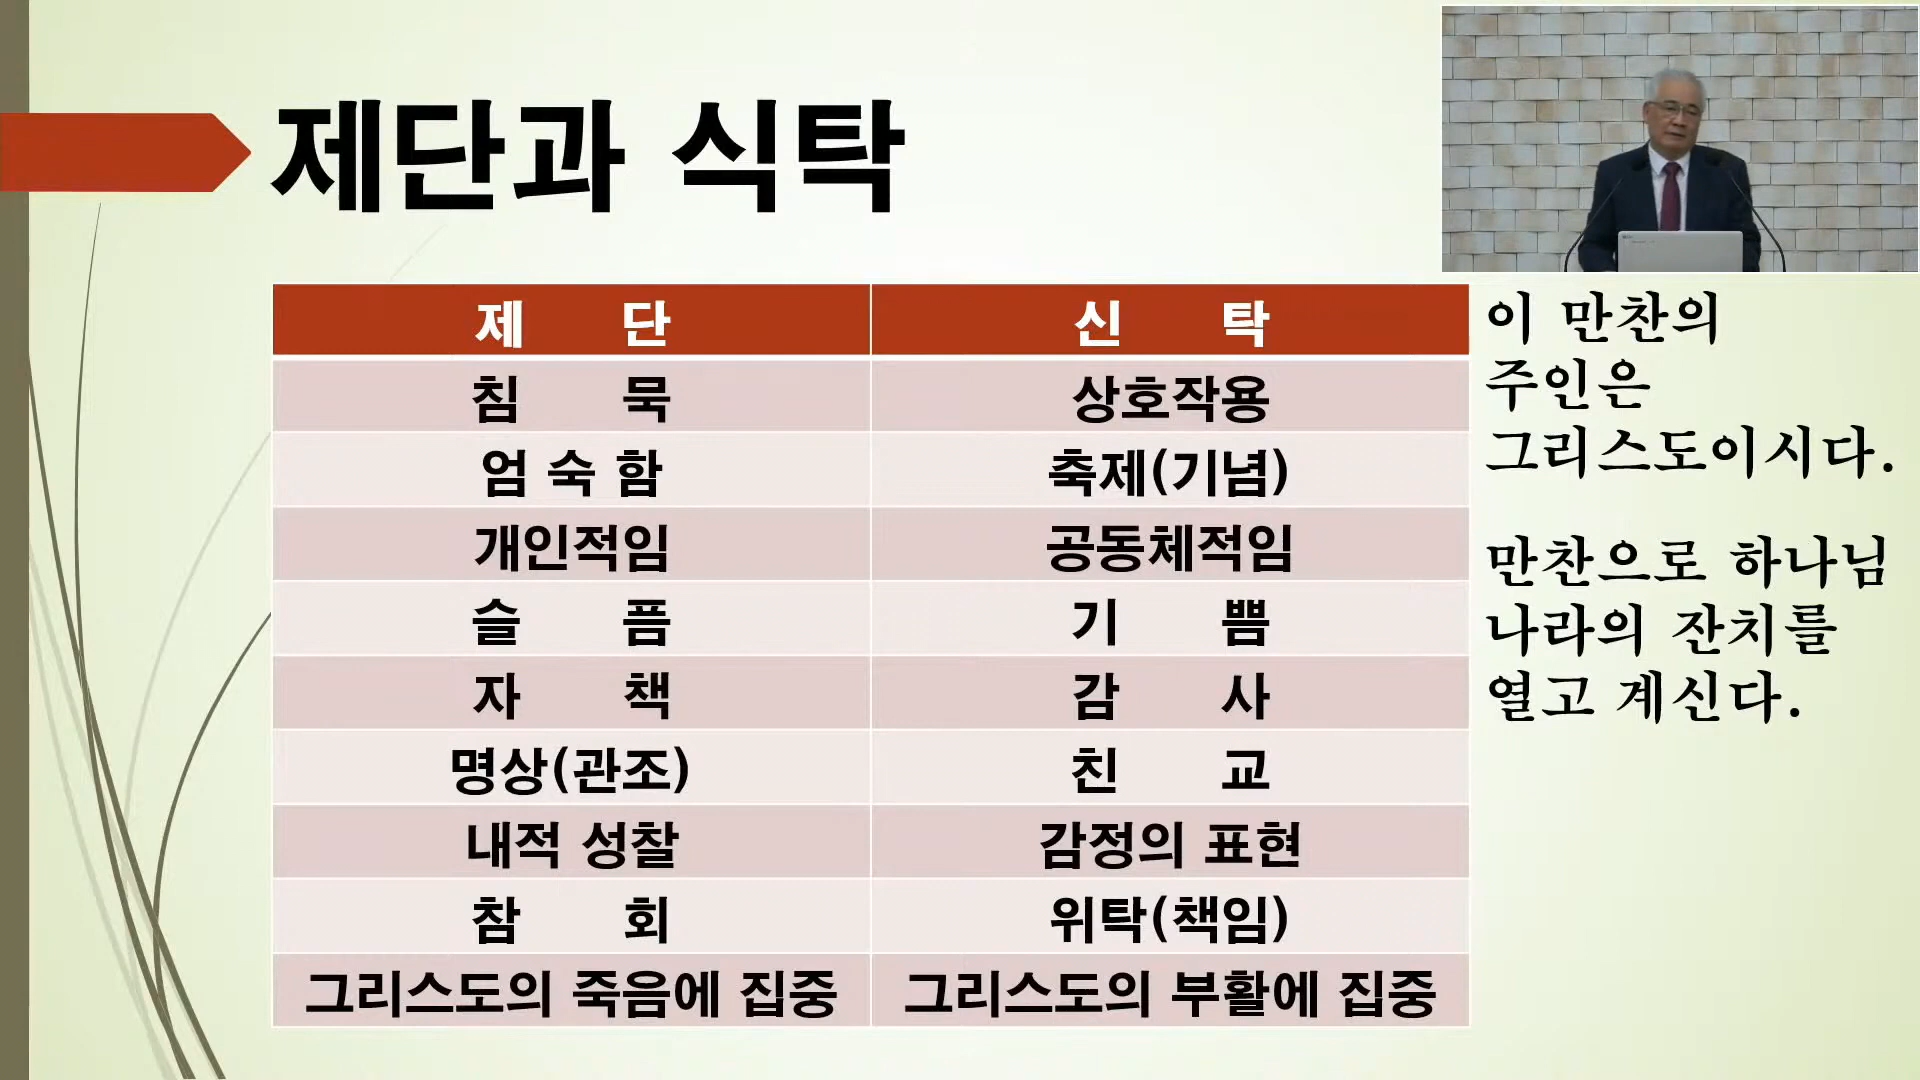 제단과 식탁
제 단 신 탁
침 묵 상호작용
엄 숙 함 축제(기념)
개인적임 공동체적임
슬 픔 기 쁨
자 책 감 사
명상(관조) 친 교
내적 성찰 감정의 표현
참 회 위탁(책임)
그리스도의 죽음에 집중 그리스도의 부활에 집중
이 만찬의
주인은
그리스도이시다.
만찬으로 하나님
나라의 잔치를
열고 계신다.